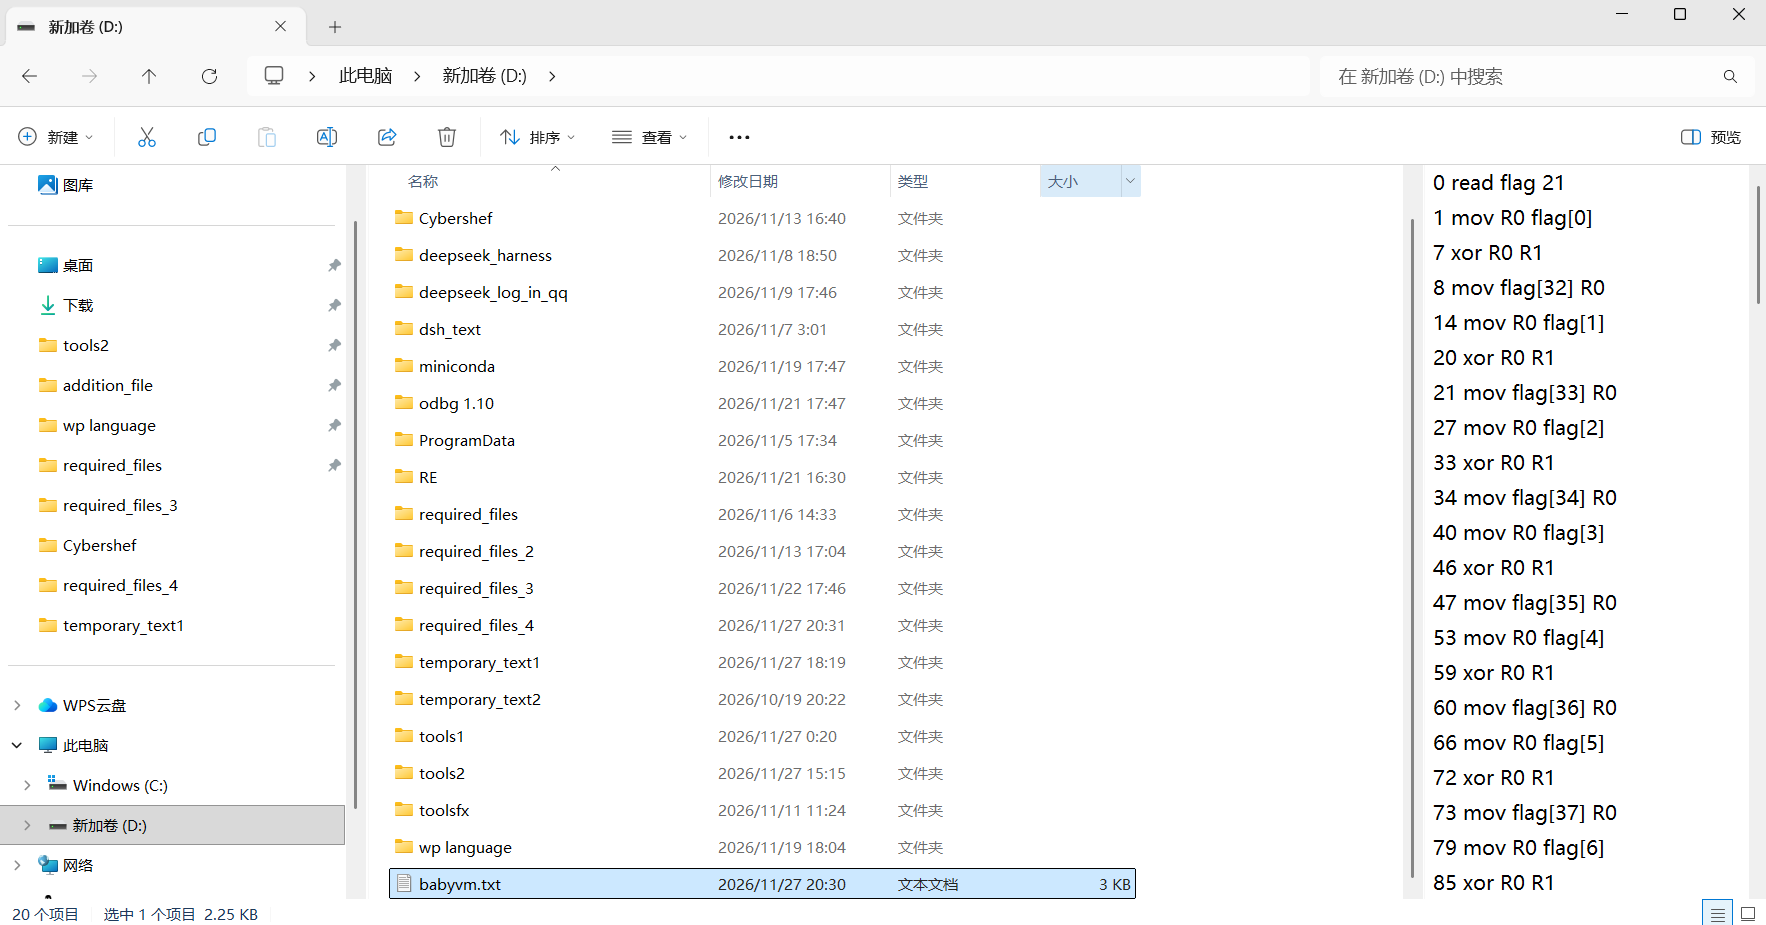 新加卷 (D:)
此电脑
新加卷 (D:)
在 新加卷 (D:) 中搜索
新建
排序
查看
预览
图库
桌面
下载
tools2
addition_file
wp language
required_files
required_files_3
Cybershef
required_files_4
temporary_text1
WPS云盘
此电脑
Windows (C:)
新加卷 (D:)
网络
名称 修改日期 类型 大小
Cybershef 2026/11/13 16:40 文件夹
deepseek_harness 2026/11/8 18:50 文件夹
deepseek_log_in_qq 2026/11/9 17:46 文件夹
dsh_text 2026/11/7 3:01 文件夹
miniconda 2026/11/19 17:47 文件夹
odbg 1.10 2026/11/21 17:47 文件夹
ProgramData 2026/11/5 17:34 文件夹
RE 2026/11/21 16:30 文件夹
required_files 2026/11/6 14:33 文件夹
required_files_2 2026/11/13 17:04 文件夹
required_files_3 2026/11/22 17:46 文件夹
required_files_4 2026/11/27 20:31 文件夹
temporary_text1 2026/11/27 18:19 文件夹
temporary_text2 2026/10/19 20:22 文件夹
tools1 2026/11/27 0:20 文件夹
tools2 2026/11/27 15:15 文件夹
toolsfx 2026/11/11 11:24 文件夹
wp language 2026/11/19 18:04 文件夹
babyvm.txt 2026/11/27 20:30 文本文档 3 KB
0 read flag 21
1 mov R0 flag[0]
7 xor R0 R1
8 mov flag[32] R0
14 mov R0 flag[1]
20 xor R0 R1
21 mov flag[33] R0
27 mov R0 flag[2]
33 xor R0 R1
34 mov flag[34] R0
40 mov R0 flag[3]
46 xor R0 R1
47 mov flag[35] R0
53 mov R0 flag[4]
59 xor R0 R1
60 mov flag[36] R0
66 mov R0 flag[5]
72 xor R0 R1
73 mov flag[37] R0
79 mov R0 flag[6]
85 xor R0 R1
20 个项目 选中 1 个项目 2.25 KB